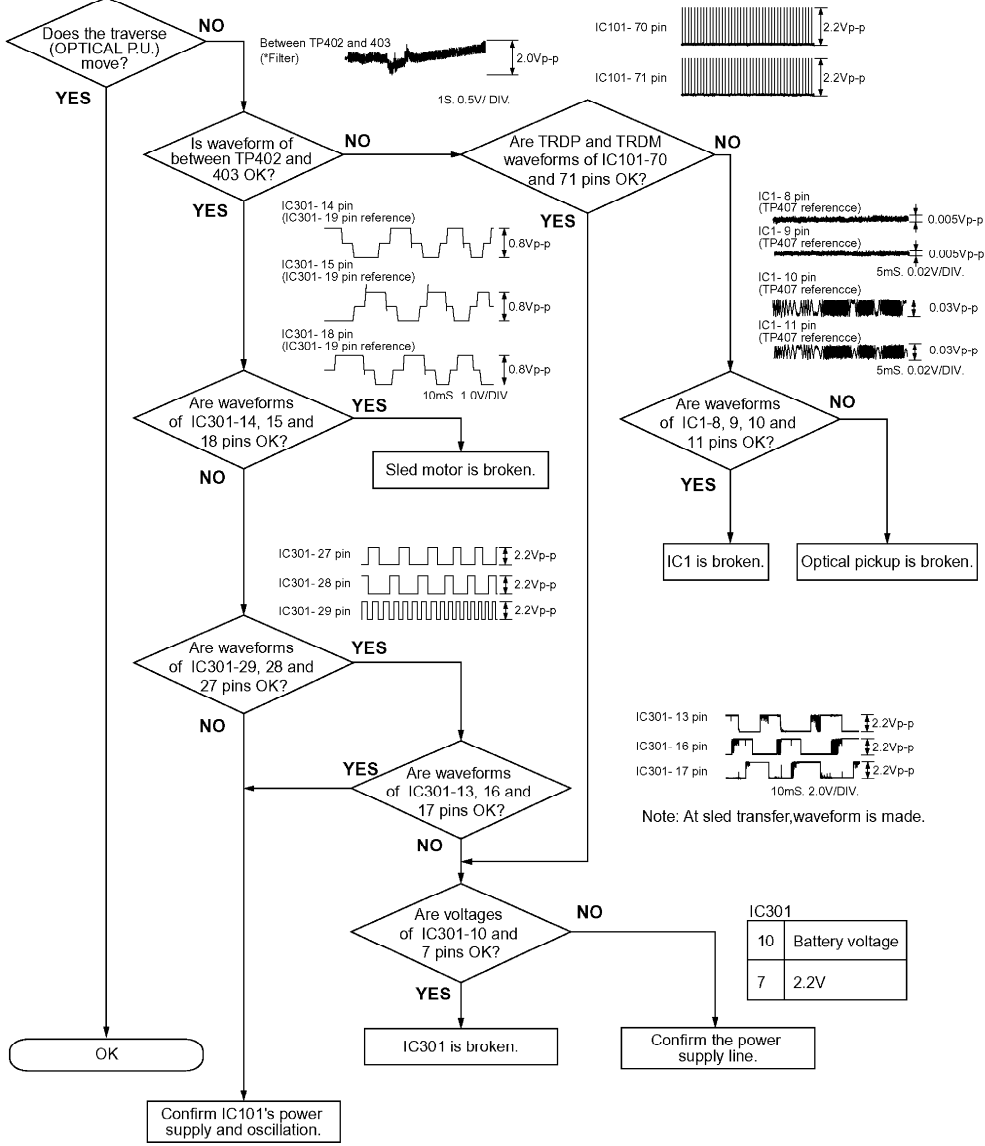 Does the traverse
(OPTICAL P.U.)
move?
NO
YES
Between TP402 and 403
(*Filter)
2.0Vp-p
1S. 0.5V/ DIV.
IC101- 70 pin
2.2Vp-p
IC101- 71 pin
2.2Vp-p
Is waveform of
between TP402 and
403 OK?
NO
YES
Are TRDP and TRDM
waveforms of IC101-70
and 71 pins OK?
NO
YES
IC301- 14 pin
(IC301- 19 pin reference)
0.8Vp-p
IC301- 15 pin
(IC301- 19 pin reference)
0.8Vp-p
IC301- 18 pin
(IC301- 19 pin reference)
0.8Vp-p
10mS. 1.0V/DIV
IC1- 8 pin
(TP407 referencce)
0.005Vp-p
IC1- 9 pin
(TP407 referencce)
0.005Vp-p
5mS. 0.02V/DIV.
IC1- 10 pin
(TP407 referencce)
0.03Vp-p
IC1- 11 pin
(TP407 referencce)
0.03Vp-p
5mS. 0.02V/DIV.
Are waveforms
of IC301-14, 15 and
18 pins OK?
YES
NO
Sled motor is broken.
Are waveforms
of IC1-8, 9, 10 and
11 pins OK?
NO
YES
IC1 is broken.
Optical pickup is broken.
IC301- 27 pin
2.2Vp-p
IC301- 28 pin
2.2Vp-p
IC301- 29 pin
2.2Vp-p
Are waveforms
of IC301-29, 28 and
27 pins OK?
YES
NO
IC301- 13 pin
2.2Vp-p
IC301- 16 pin
2.2Vp-p
IC301- 17 pin
2.2Vp-p
10mS. 2.0V/DIV.
Note: At sled transfer,waveform is made.
Are waveforms
of IC301-13, 16 and
17 pins OK?
YES
NO
Are voltages
of IC301-10 and
7 pins OK?
NO
YES
IC301
10 Battery voltage
7 2.2V
OK
IC301 is broken.
Confirm the power
supply line.
Confirm IC101's power
supply and oscillation.